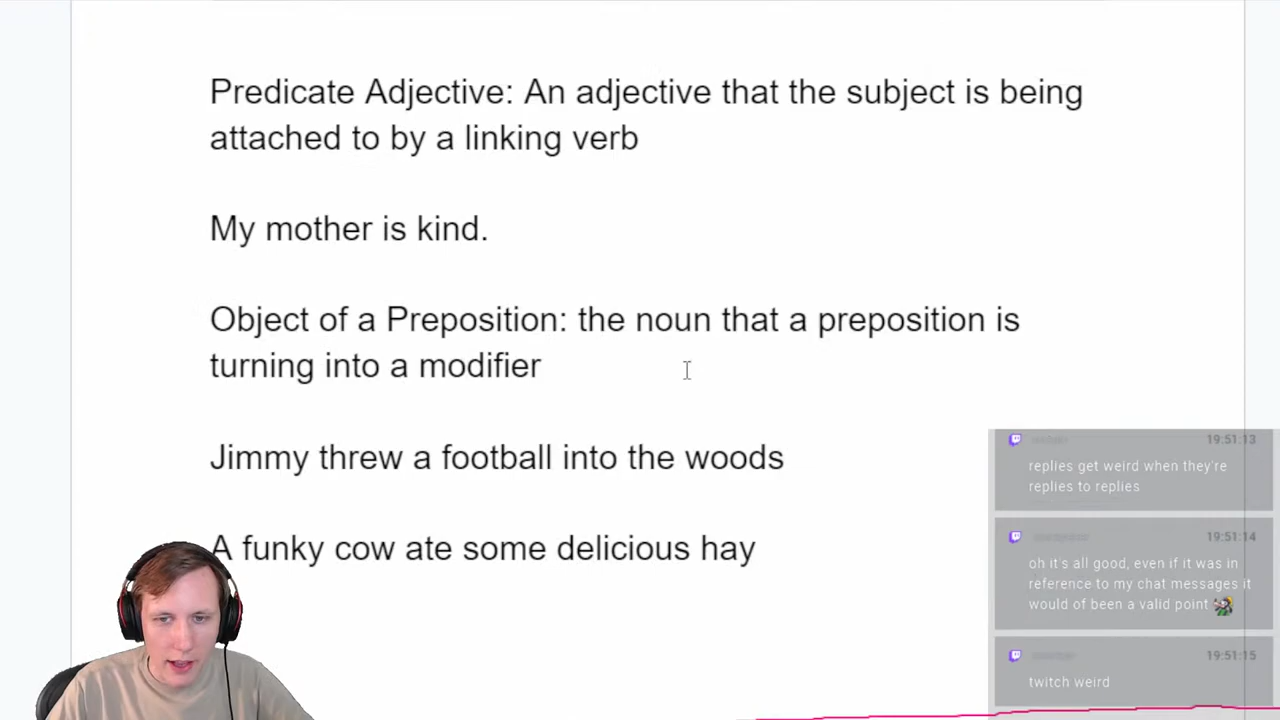 Predicate Adjective: An adjective that the subject is being
attached to by a linking verb
My mother is kind.
Object of a Preposition: the noun that a preposition is
turning into a modifier
Jimmy threw a football into the woods
A funky cow ate some delicious hay
19:51:13
replies get weird when they're
replies to replies
19:51:14
oh it's all good, even if it was in
reference to my chat messages it
would of been a valid point
19:51:15
twitch weird